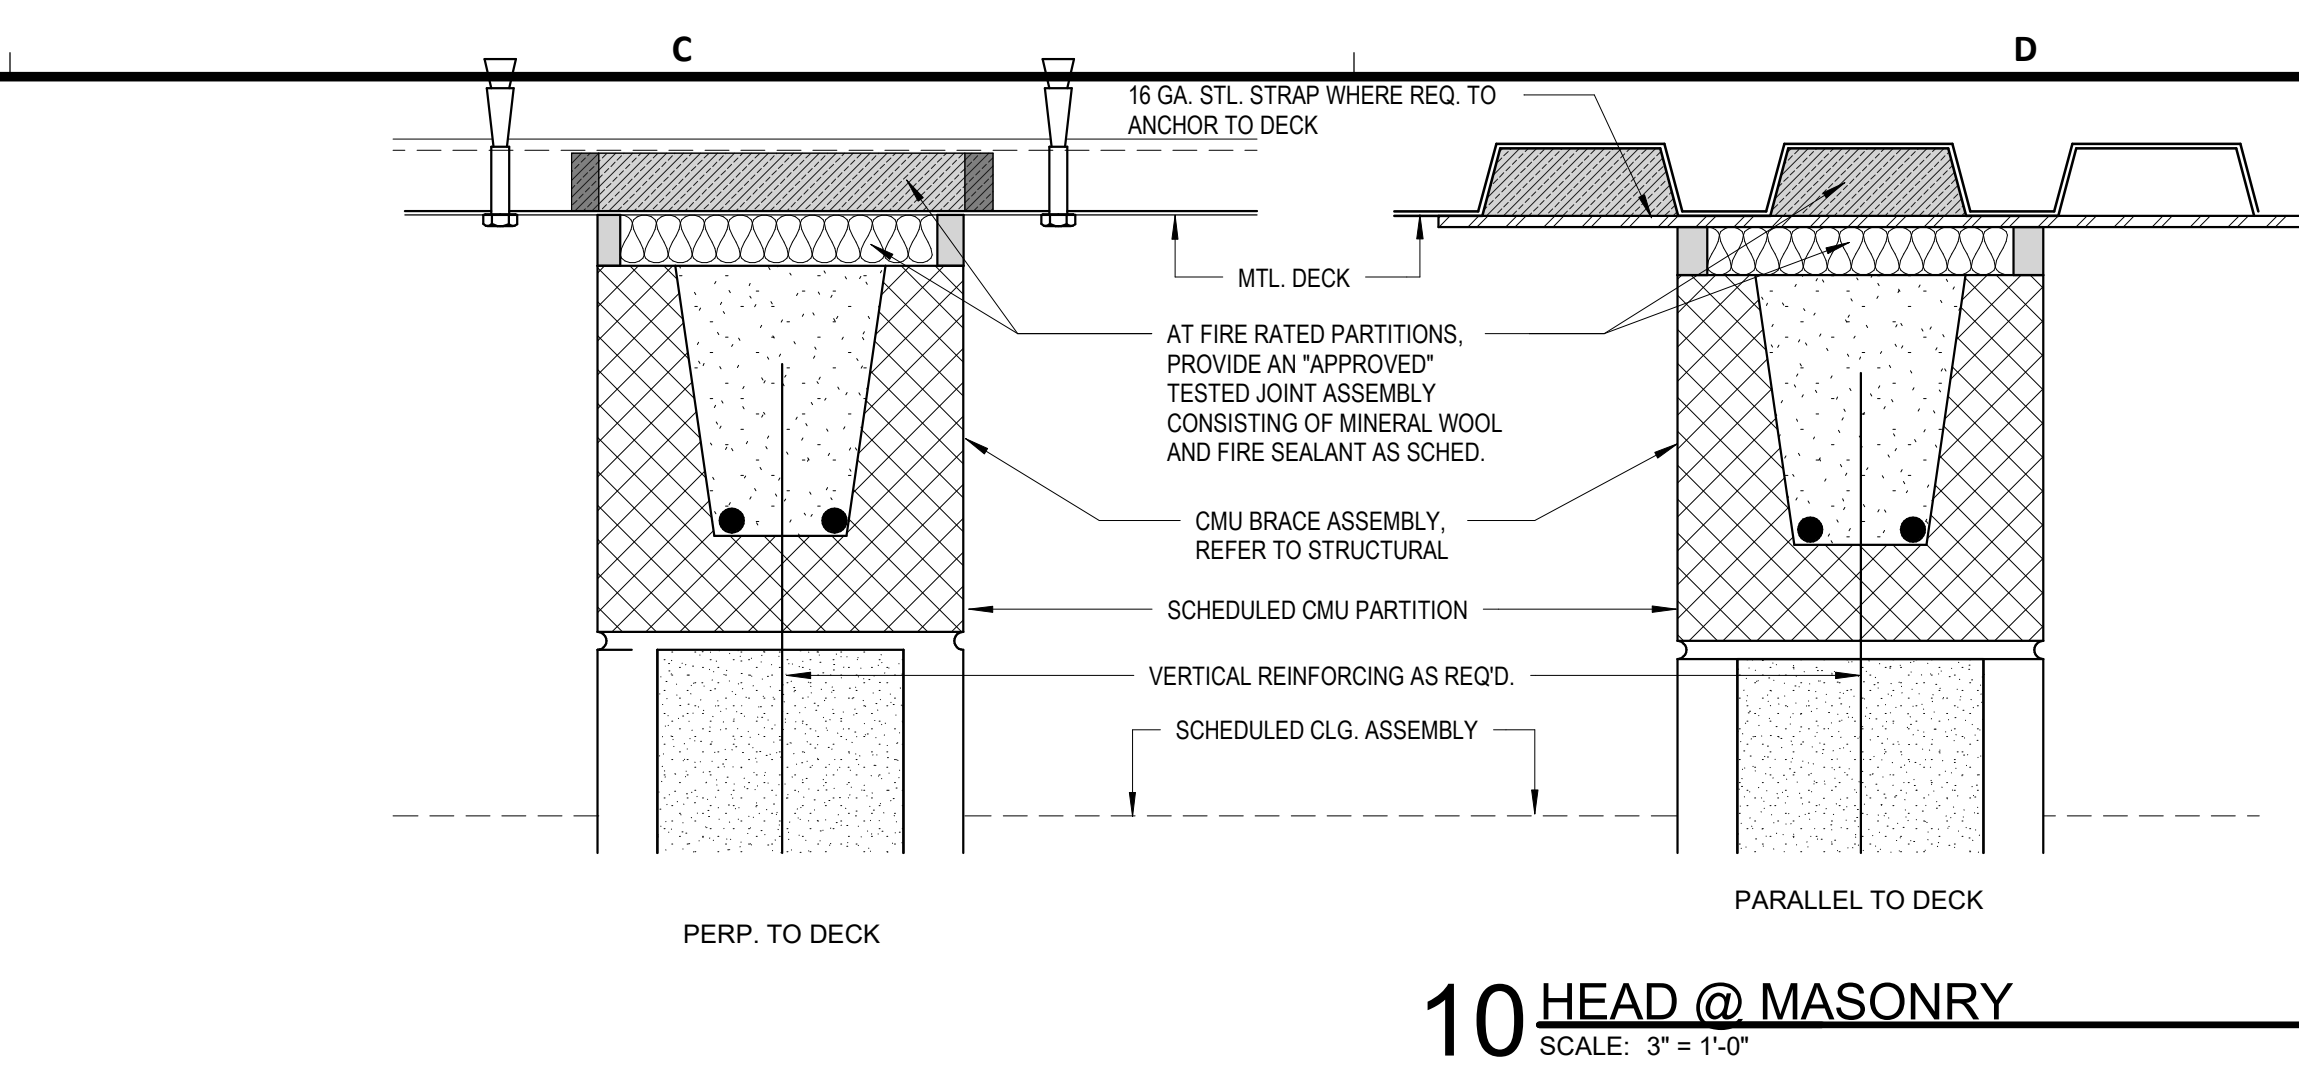 C
D
16 GA. STL. STRAP WHERE REQ. TO
ANCHOR TO DECK
MTL. DECK
AT FIRE RATED PARTITIONS,
PROVIDE AN "APPROVED"
TESTED JOINT ASSEMBLY
CONSISTING OF MINERAL WOOL
AND FIRE SEALANT AS SCHED.
CMU BRACE ASSEMBLY,
REFER TO STRUCTURAL
SCHEDULED CMU PARTITION
VERTICAL REINFORCING AS REQ'D.
SCHEDULED CLG. ASSEMBLY
PERP. TO DECK
PARALLEL TO DECK
10 HEAD @ MASONRY
SCALE: 3" = 1'-0"